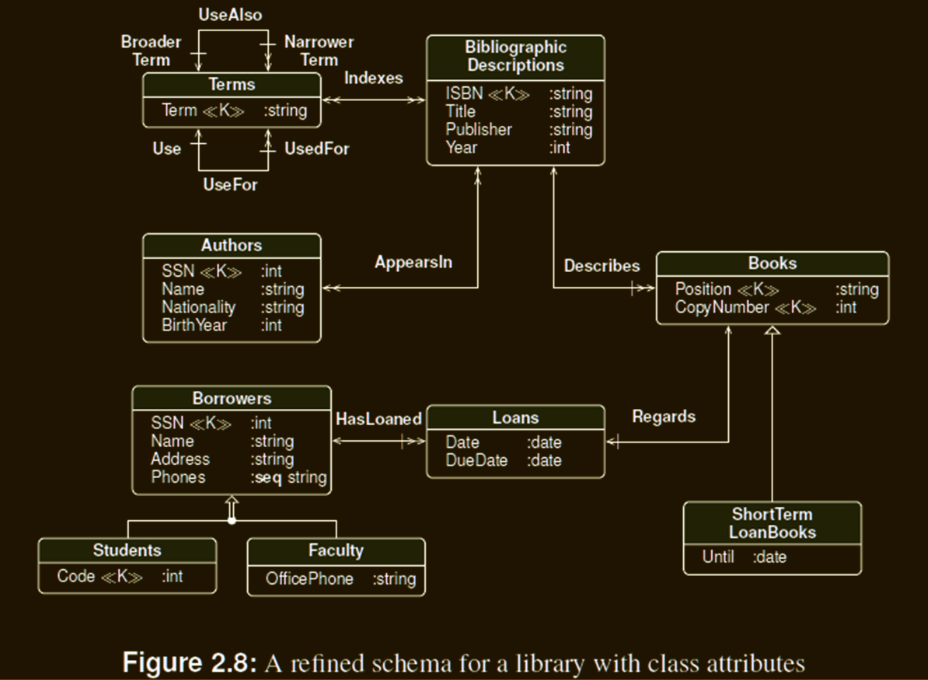 UseAlso
Broader
Term
Narrower
Term
Terms
Term ≪K≫ :string
Use
UsedFor
UseFor
Indexes
Bibliographic
Descriptions
ISBN ≪K≫ :string
Title :string
Publisher :string
Year :int
Authors
SSN ≪K≫ :int
Name :string
Nationality :string
BirthYear :int
AppearsIn
Describes
Books
Position ≪K≫ :string
CopyNumber ≪K≫ :int
Borrowers
SSN ≪K≫ :int
Name :string
Address :string
Phones :seq string
HasLoaned
Loans
Date :date
DueDate :date
Regards
Students
Code ≪K≫ :int
Faculty
OfficePhone :string
ShortTerm
LoanBooks
Until :date
Figure 2.8: A refined schema for a library with class attributes